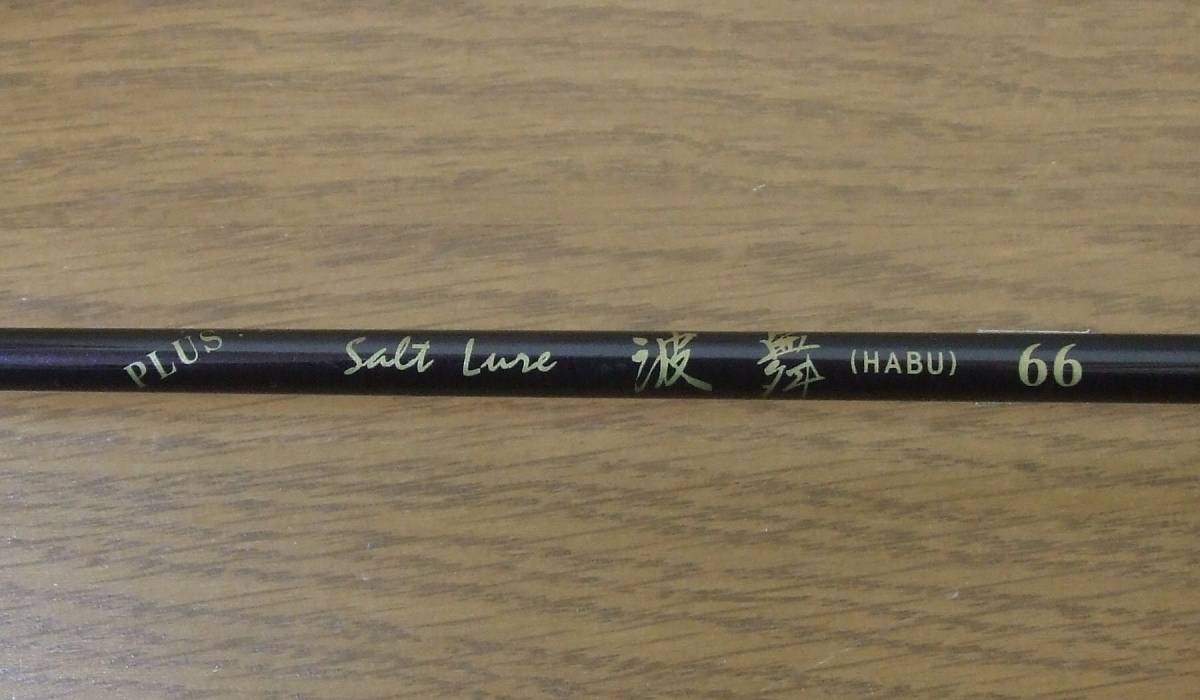 PLUS Salt Lure 波舞 (HABU) 66